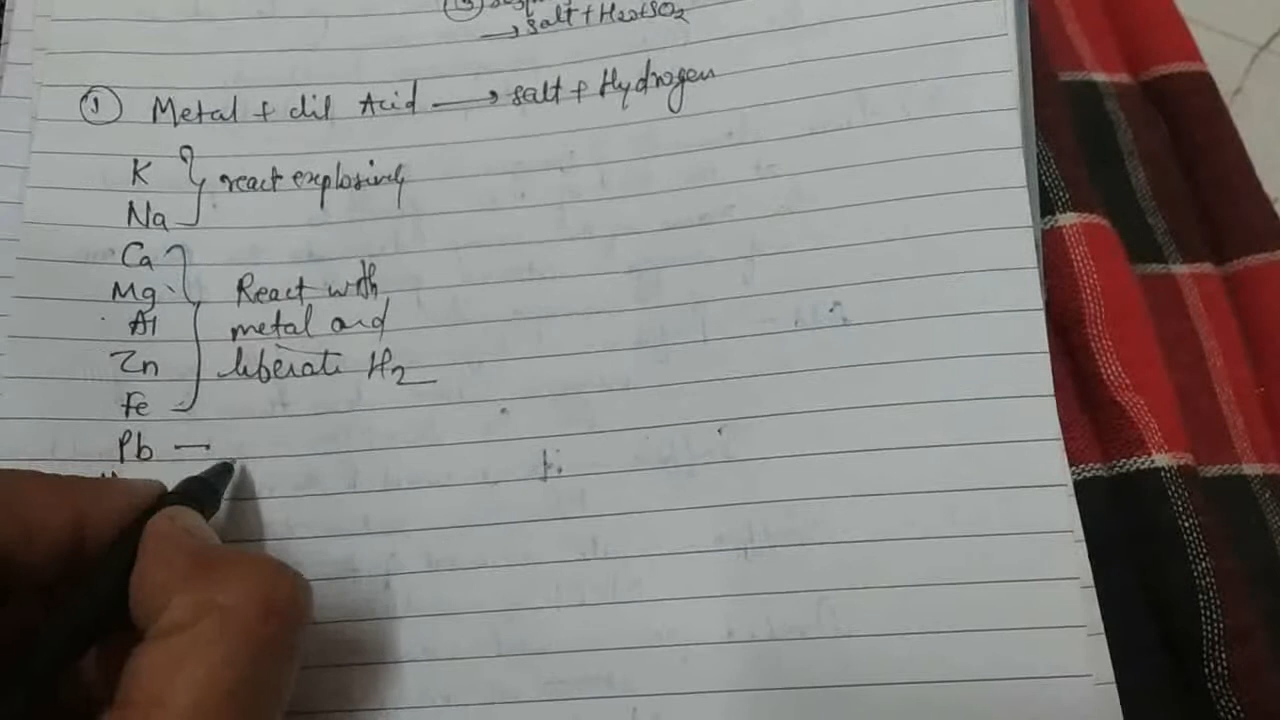 → salt + H2O + SO2
① Metal + dil Acid → salt + Hydrogen
K } react explosively
Na
Ca
Mg } React with
Al metal and
Zn liberate H2
Fe
Pb —